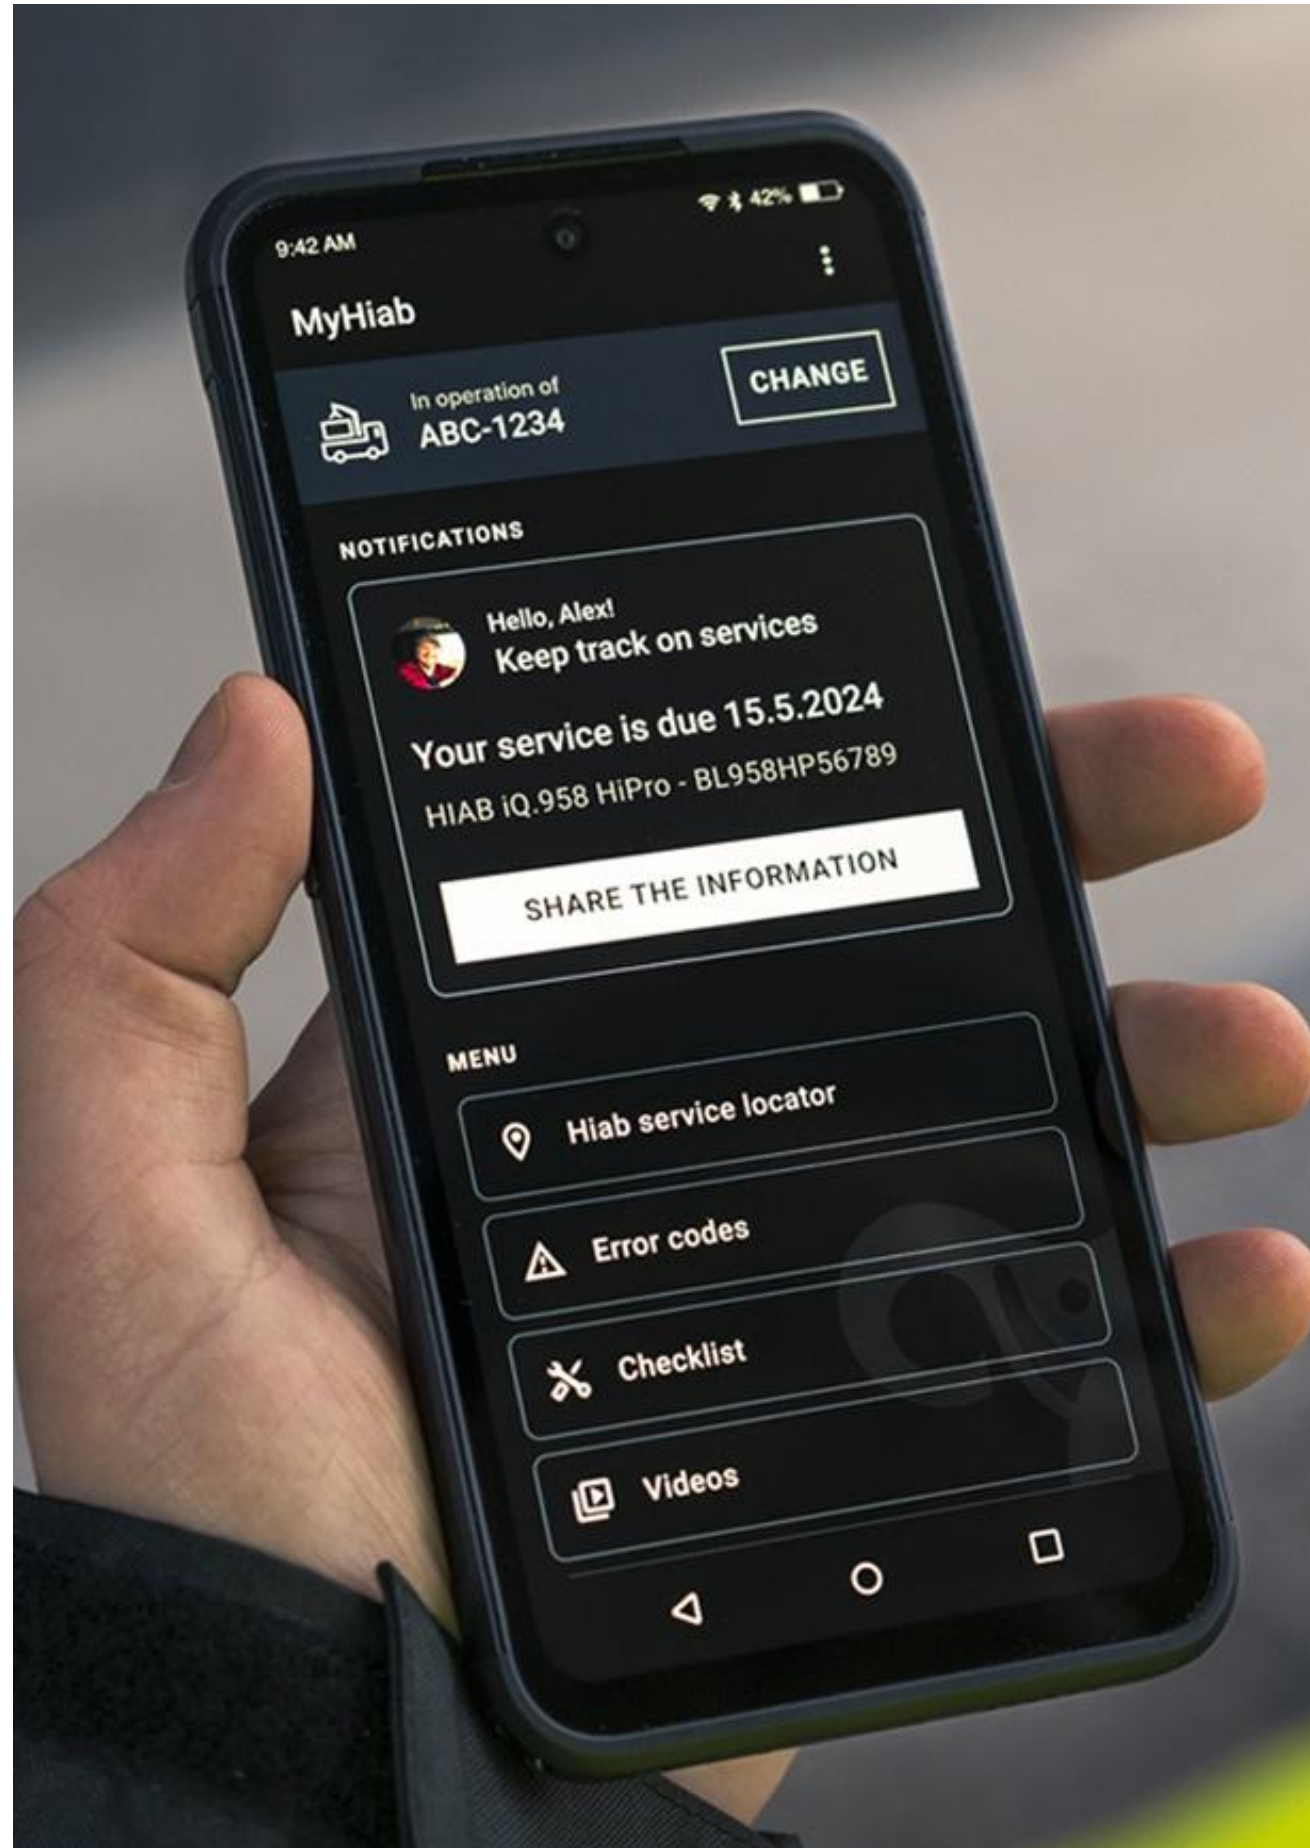 9:42 AM
42%
MyHiab
In operation of
ABC-1234
CHANGE
NOTIFICATIONS
Hello, Alex!
Keep track on services
Your service is due 15.5.2024
HIAB iQ.958 HiPro - BL958HP56789
SHARE THE INFORMATION
MENU
Hiab service locator
Error codes
Checklist
Videos